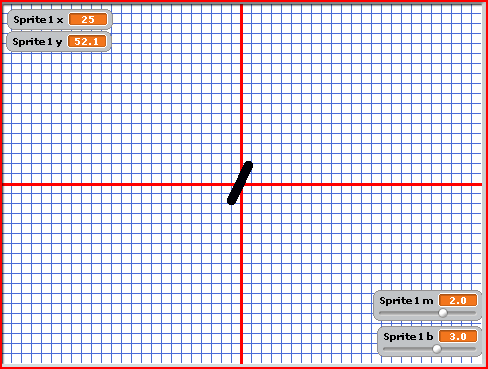 Sprite1 x 25
Sprite1 y 52.1
Sprite1 m 2.0
Sprite1 b 3.0